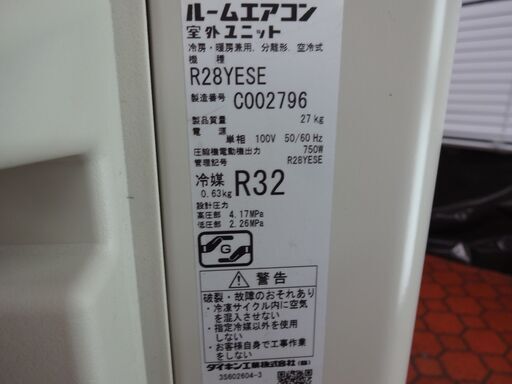 ルームエアコン
室外ユニット
冷房・暖房兼用, 分離形, 空冷式
機種 R28YESE
製造番号 C002796
製品質量 27kg
電源 単相 100V 50/60Hz
圧縮機電動機出力 750W
管理記号 R28YESE
冷媒 R32
0.63kg
設計圧力
高圧部 4.17MPa
低圧部 2.26MPa
G
警告
破裂・故障のおそれあり
・冷凍サイクル内に空気
を混入させない
・指定冷媒以外を使用
しない
・お客様自身で工事作業を
しない
ダイキン工業株式会社(鹿)
3S602604-3